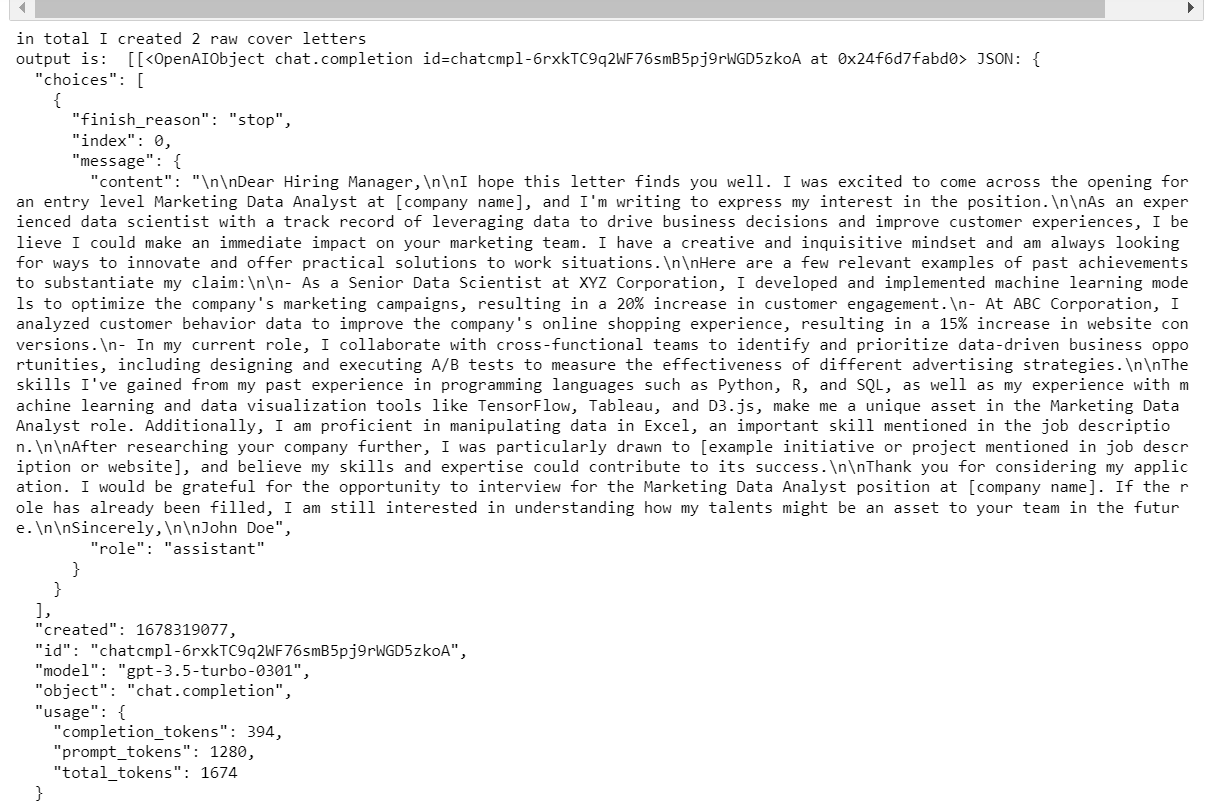 in total I created 2 raw cover letters
output is:  [[<OpenAIObject chat.completion id=chatcmpl-6rxkTC9q2WF76smB5pj9rWGD5zkoA at 0x24f6d7fabd0> JSON: {
  "choices": [
    {
      "finish_reason": "stop",
      "index": 0,
      "message": {
        "content": "\n\nDear Hiring Manager,\n\nI hope this letter finds you well. I was excited to come across the opening for
an entry level Marketing Data Analyst at [company name], and I'm writing to express my interest in the position.\n\nAs an exper
ienced data scientist with a track record of leveraging data to drive business decisions and improve customer experiences, I be
lieve I could make an immediate impact on your marketing team. I have a creative and inquisitive mindset and am always looking
for ways to innovate and offer practical solutions to work situations.\n\nHere are a few relevant examples of past achievements
to substantiate my claim:\n\n- As a Senior Data Scientist at XYZ Corporation, I developed and implemented machine learning mode
ls to optimize the company's marketing campaigns, resulting in a 20% increase in customer engagement.\n- At ABC Corporation, I
analyzed customer behavior data to improve the company's online shopping experience, resulting in a 15% increase in website con
versions.\n- In my current role, I collaborate with cross-functional teams to identify and prioritize data-driven business oppo
rtunities, including designing and executing A/B tests to measure the effectiveness of different advertising strategies.\n\nThe
skills I've gained from my past experience in programming languages such as Python, R, and SQL, as well as my experience with m
achine learning and data visualization tools like TensorFlow, Tableau, and D3.js, make me a unique asset in the Marketing Data
Analyst role. Additionally, I am proficient in manipulating data in Excel, an important skill mentioned in the job descriptio
n.\n\nAfter researching your company further, I was particularly drawn to [example initiative or project mentioned in job descr
iption or website], and believe my skills and expertise could contribute to its success.\n\nThank you for considering my applic
ation. I would be grateful for the opportunity to interview for the Marketing Data Analyst position at [company name]. If the r
ole has already been filled, I am still interested in understanding how my talents might be an asset to your team in the futur
e.\n\nSincerely,\n\nJohn Doe",
        "role": "assistant"
      }
    }
  ],
  "created": 1678319077,
  "id": "chatcmpl-6rxkTC9q2WF76smB5pj9rWGD5zkoA",
  "model": "gpt-3.5-turbo-0301",
  "object": "chat.completion",
  "usage": {
    "completion_tokens": 394,
    "prompt_tokens": 1280,
    "total_tokens": 1674
  }